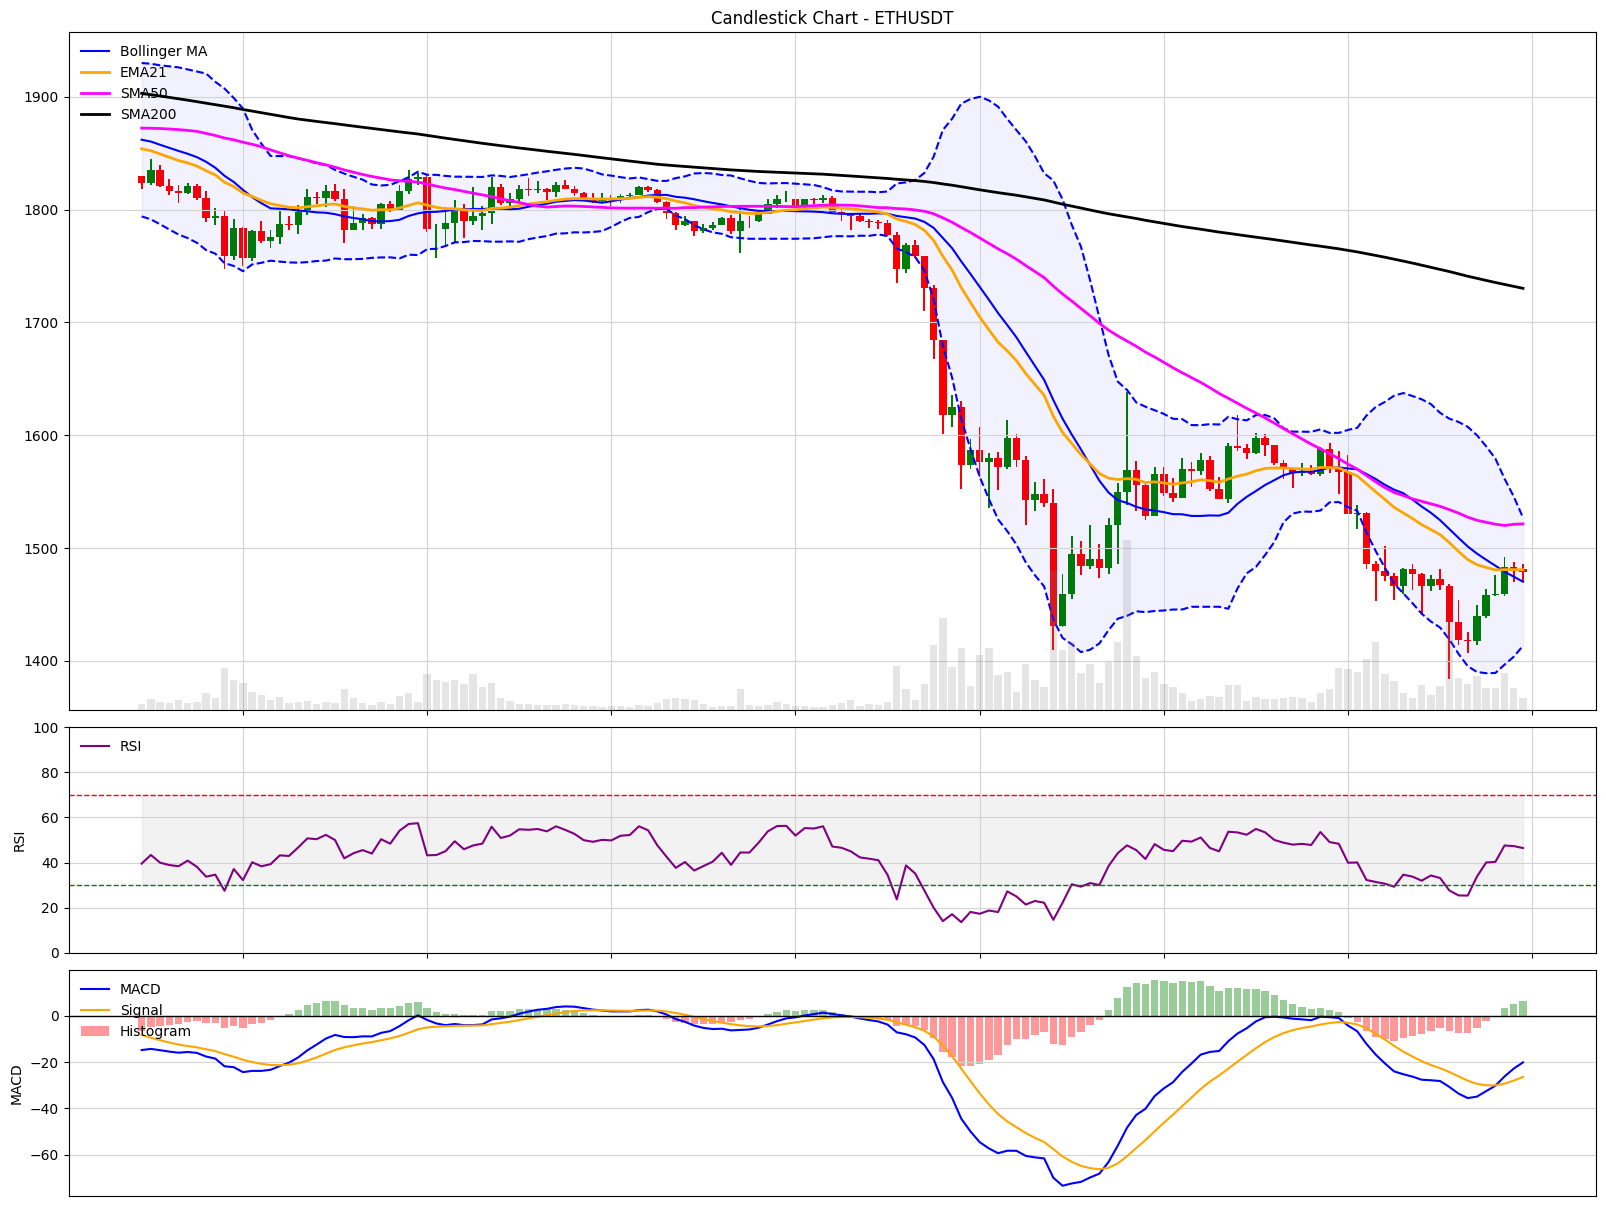 Candlestick Chart - ETHUSDT
Bollinger MA
EMA21
SMA50
SMA200
1900
1800
1700
1600
1500
1400
RSI
100
80
60
40
20
0
RSI
MACD
Signal
Histogram
0
−20
−40
−60
MACD